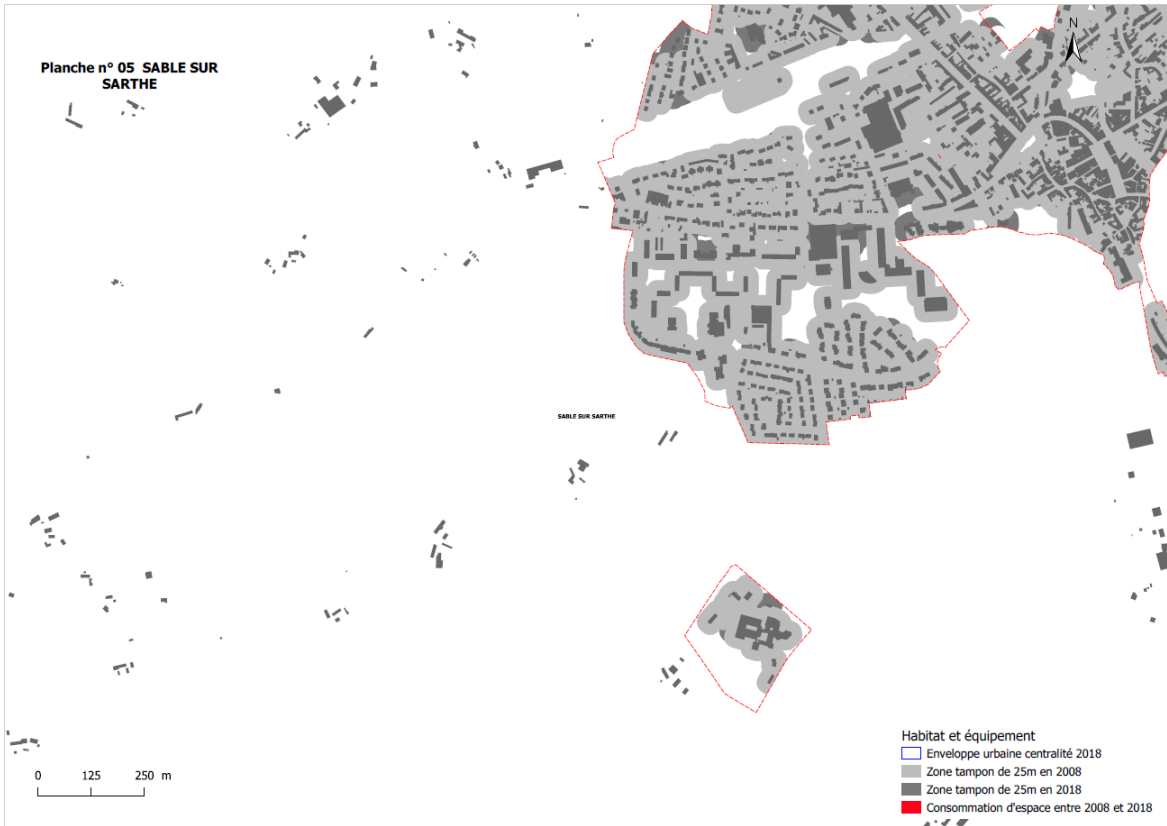 Planche n° 05 SABLE SUR
SARTHE
N
SABLE SUR SARTHE
Habitat et équipement
Enveloppe urbaine centralité 2018
Zone tampon de 25m en 2008
Zone tampon de 25m en 2018
Consommation d'espace entre 2008 et 2018
0 125 250 m